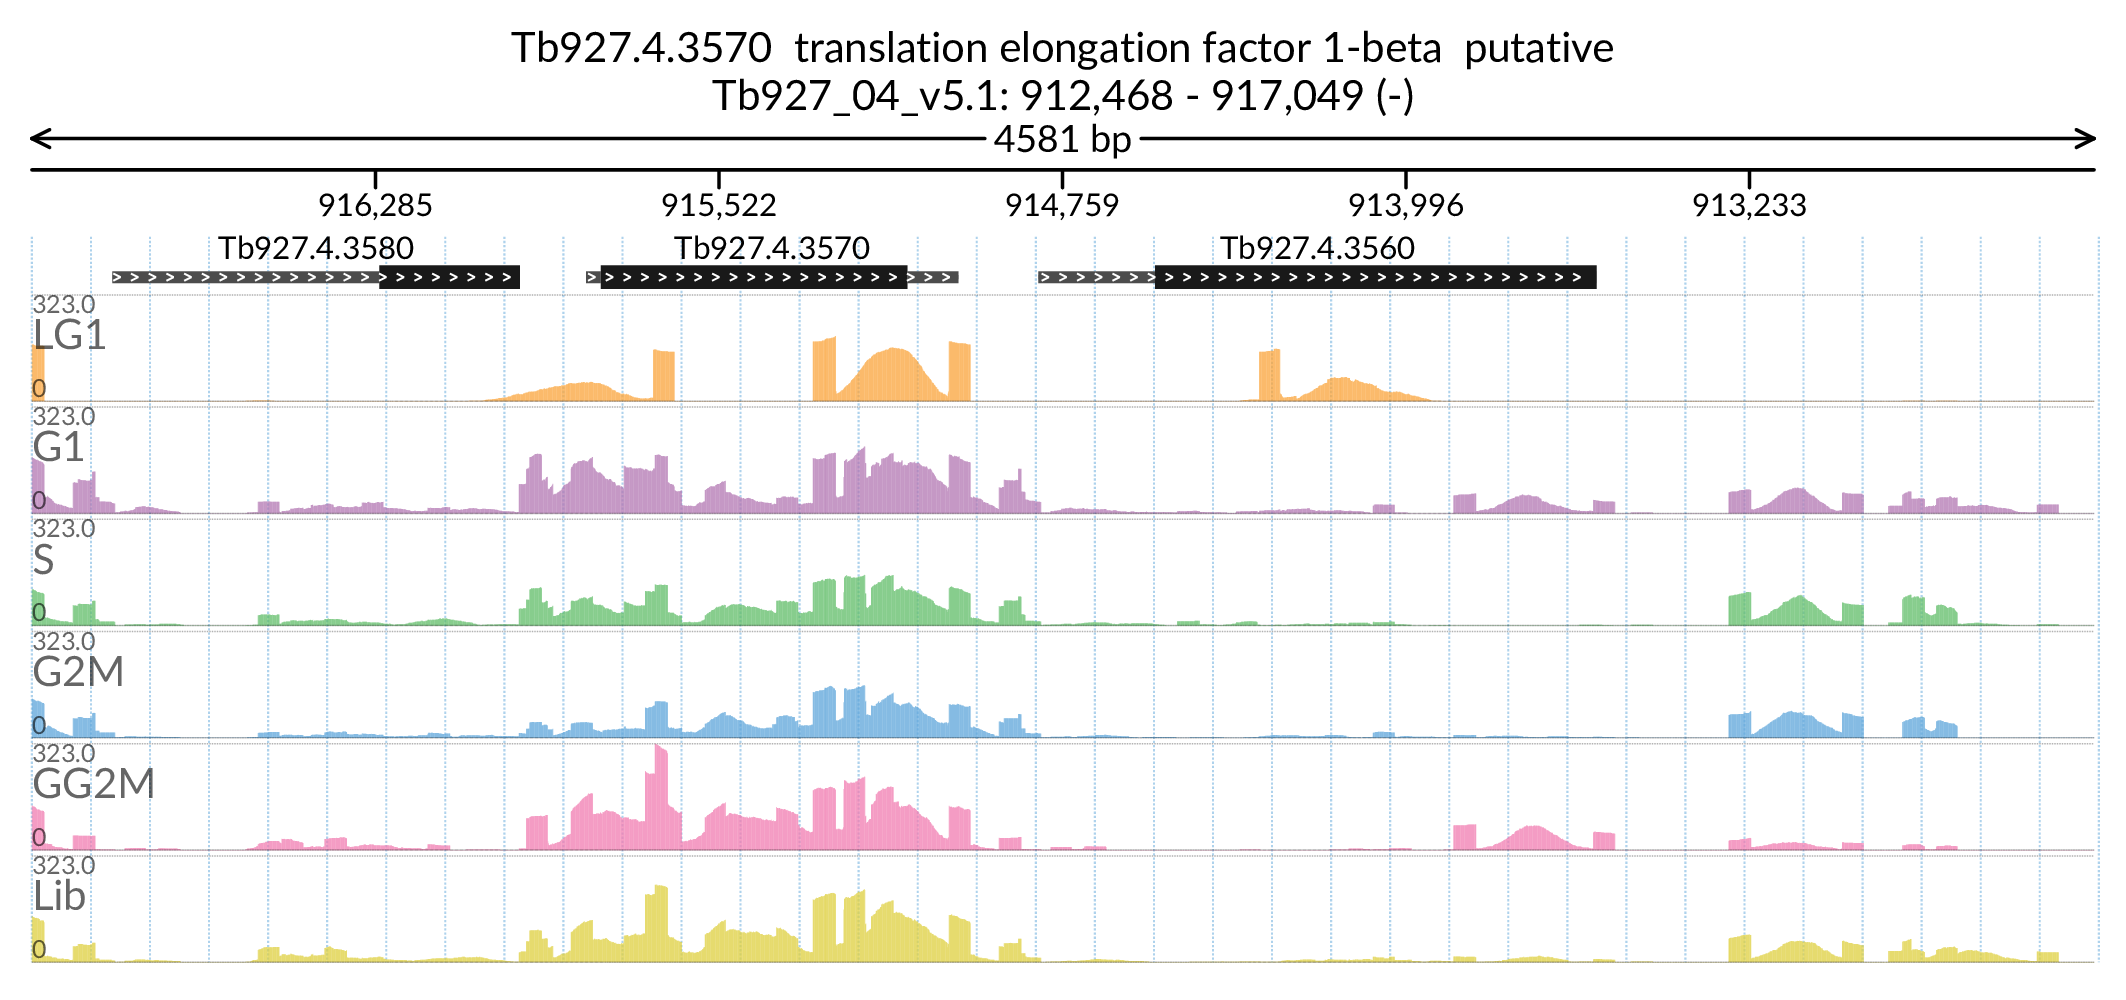 Tb927.4.3570 translation elongation factor 1-beta putative
Tb927_04_v5.1: 912,468 - 917,049 (-)
4581 bp
916,285 915,522 914,759 913,996 913,233
Tb927.4.3580 Tb927.4.3570 Tb927.4.3560
323.0
LG1
0
323.0
G1
0
323.0
S
0
323.0
G2M
0
323.0
GG2M
0
323.0
Lib
0